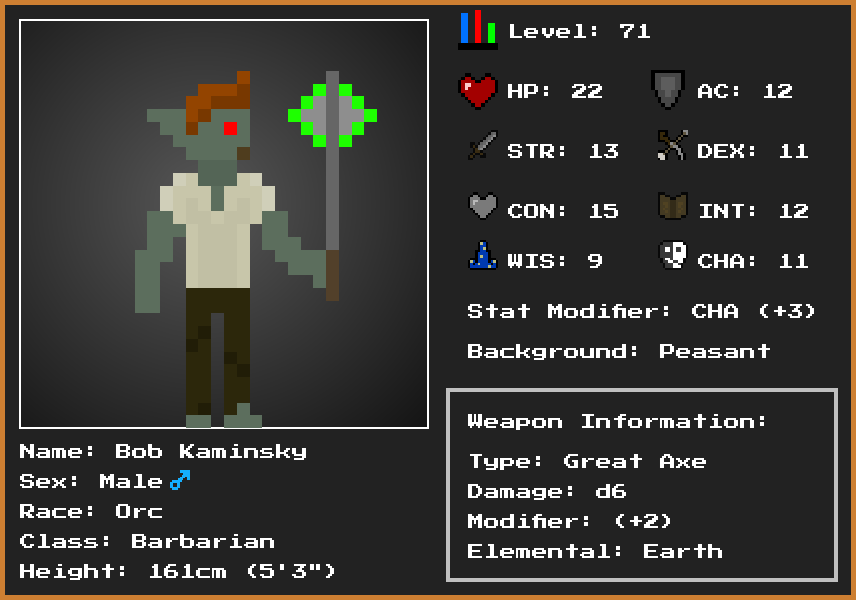 Level: 71
HP: 22
AC: 12
STR: 13
DEX: 11
CON: 15
INT: 12
WIS: 9
CHA: 11
Stat Modifier: CHA (+3)
Background: Peasant
Name: Bob Kaminsky
Sex: Male♂
Race: Orc
Class: Barbarian
Height: 161cm (5'3")
Weapon Information:
Type: Great Axe
Damage: d6
Modifier: (+2)
Elemental: Earth